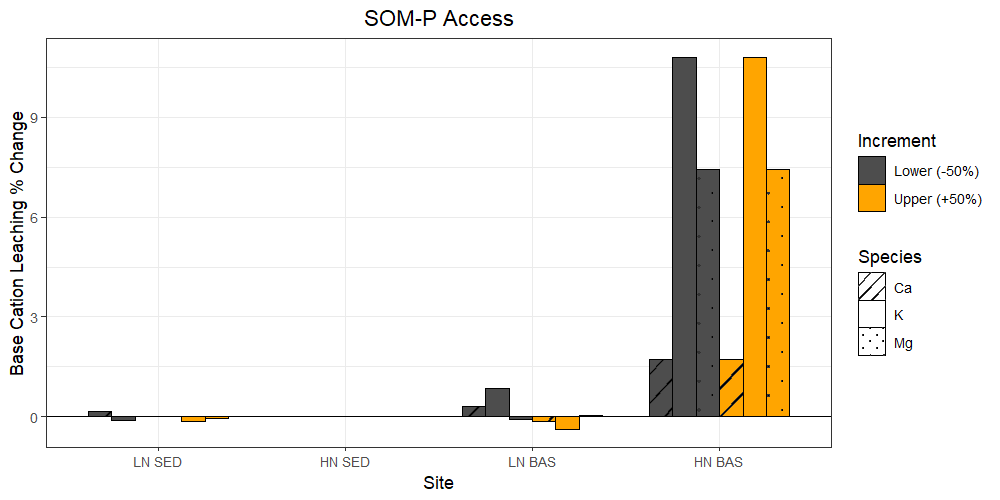 SOM-P Access
Base Cation Leaching % Change
9
6
3
0
LN SED
HN SED
LN BAS
HN BAS
Site
Increment
Lower (-50%)
Upper (+50%)
Species
Ca
K
Mg